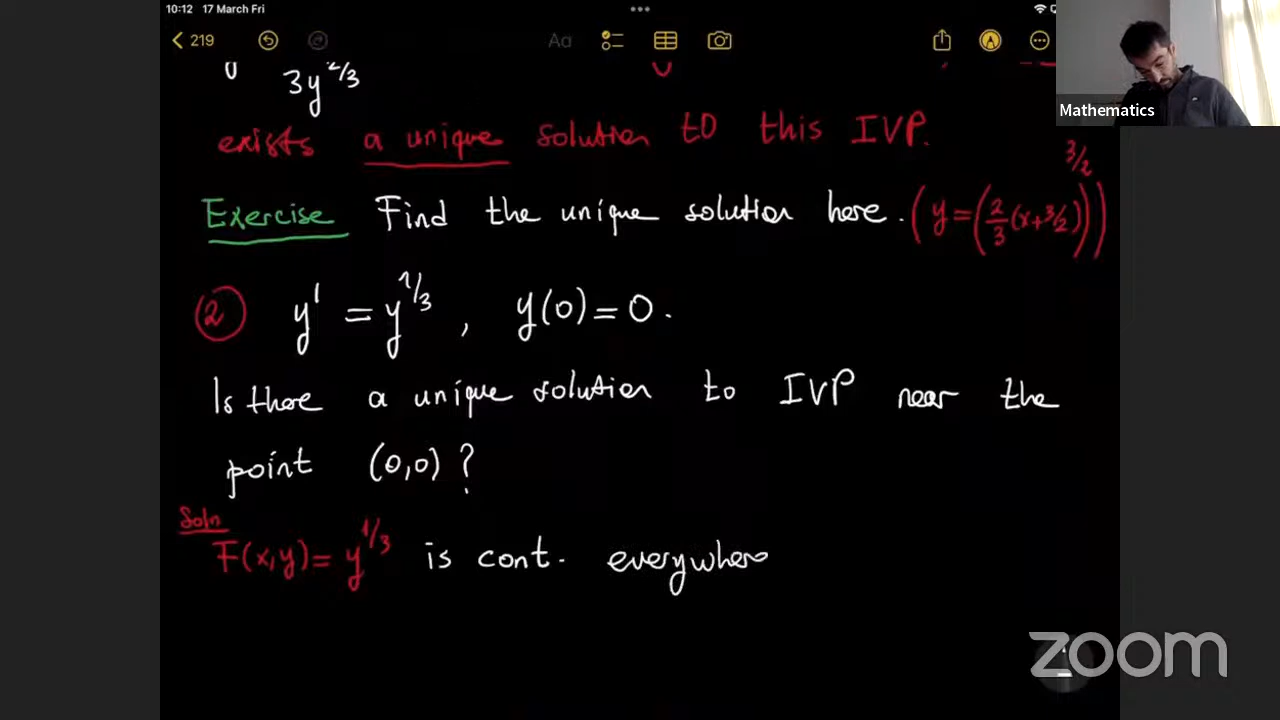 10:12 17 March Fri
219
Aa
Mathematics
3y^{2/3}
exists a unique solution to this IVP.
Exercise Find the unique solution here. (y=(2/3(x+3/2))^{3/2})
② y' = y^{1/3}, y(0)=0.
Is there a unique solution to IVP near the
point (0,0)?
Soln
F(x,y)=y^{1/3} is cont. everywhere
zoom